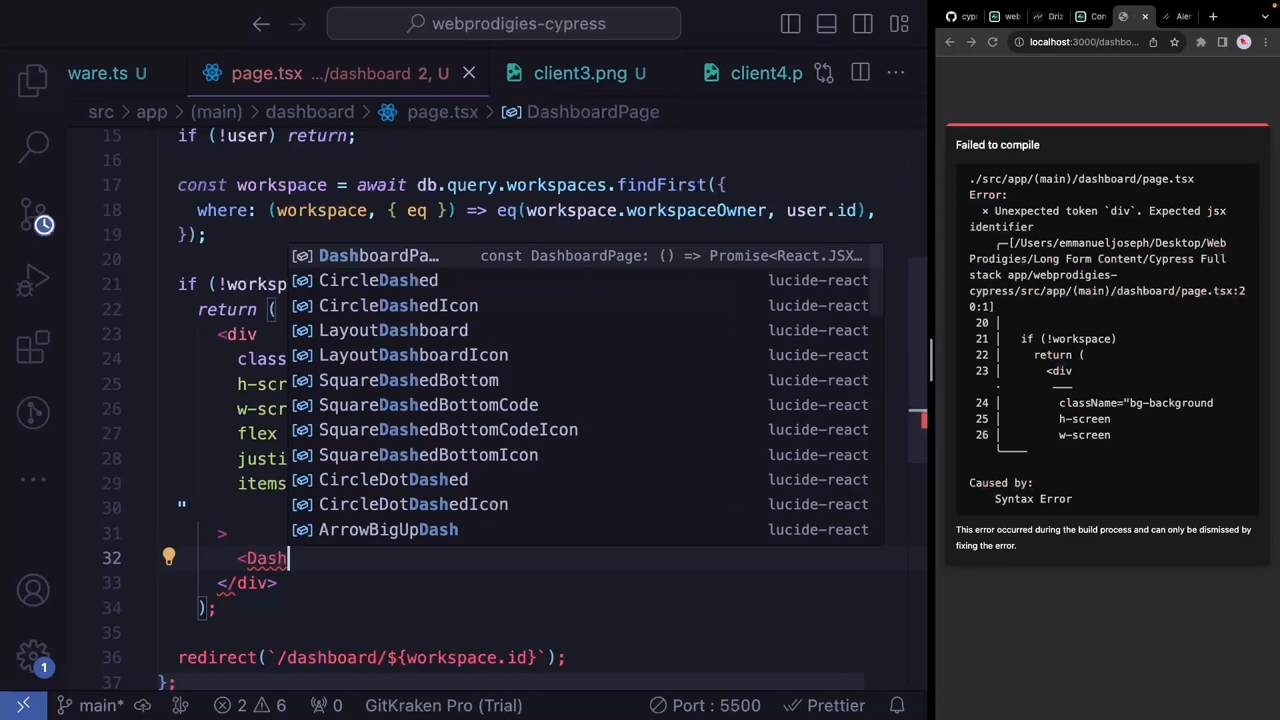 webprodigies-cypress
ware.ts U
page.tsx .../dashboard 2, U
client3.png U
client4.p
src
app
(main)
dashboard
page.tsx
DashboardPage
15 if (!user) return;
16
17 const workspace = await db.query.workspaces.findFirst({
18 where: (workspace, { eq }) => eq(workspace.workspaceOwner, user.id),
19 });
20
21 if (!worksp
22 return (
23 <div
24 class
25 h-scr
26 w-scr
27 flex
28 justi
29 items
30 "
31 >
32 <Dash
33 </div>
34 );
35
36 redirect(`/dashboard/${workspace.id}`);
37 };
DashboardPa… const DashboardPage: () => Promise<React.JSX…
CircleDashed lucide-react
CircleDashedIcon lucide-react
LayoutDashboard lucide-react
LayoutDashboardIcon lucide-react
SquareDashedBottom lucide-react
SquareDashedBottomCode lucide-react
SquareDashedBottomCodeIcon lucide-react
SquareDashedBottomIcon lucide-react
CircleDotDashed lucide-react
CircleDotDashedIcon lucide-react
ArrowBigUpDash lucide-react
1
main*
2 6
0
GitKraken Pro (Trial)
Port : 5500
Prettier
cypr
web
Driz
Con
Aler
localhost:3000/dashbo...
Failed to compile
./src/app/(main)/dashboard/page.tsx
Error:
× Unexpected token `div`. Expected jsx
identifier
[/Users/emmanueljoseph/Desktop/Web
Prodigies/Long Form Content/Cypress Full
stack app/webprodigies-
cypress/src/app/(main)/dashboard/page.tsx:2
0:1]
20 |
21 | if (!workspace)
22 | return (
23 | <div
24 | className="bg-background
25 | h-screen
26 | w-screen
Caused by:
Syntax Error
This error occurred during the build process and can only be dismissed by
fixing the error.